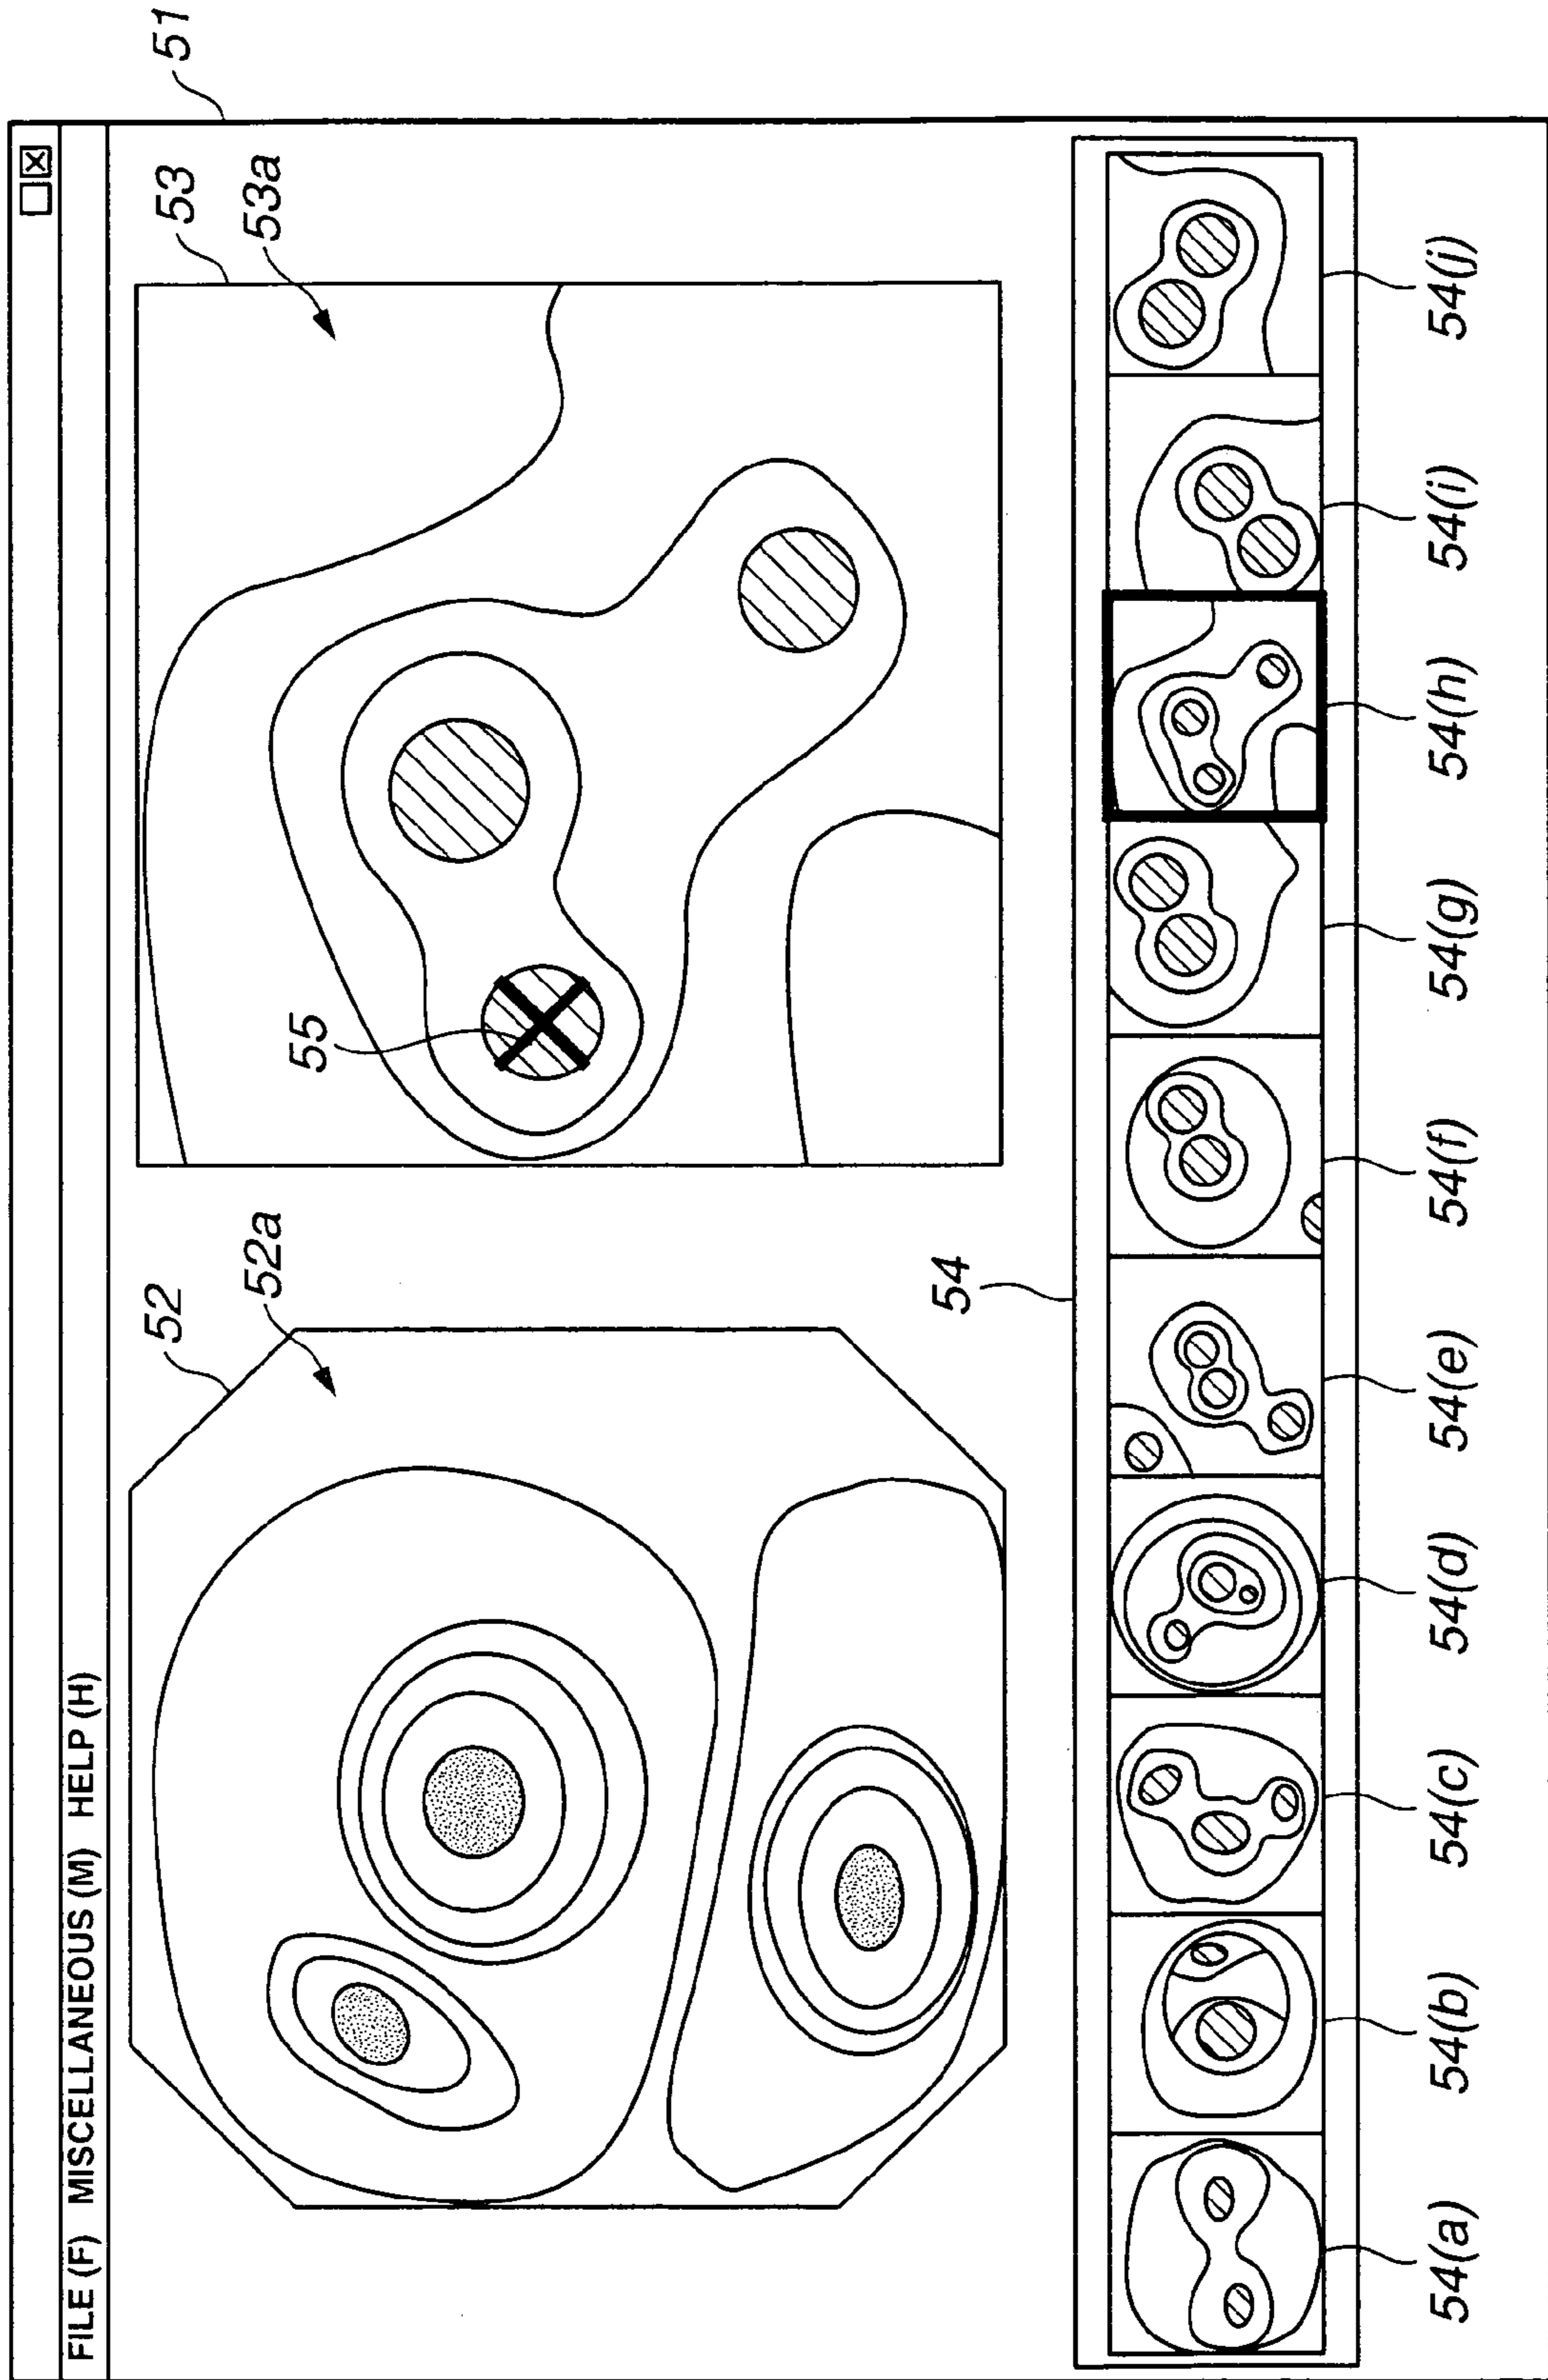 51
FILE (F) MISCELLANEOUS (M) HELP (H)
52
52a
53
53a
55
54
54(a) 54(b) 54(c) 54(d) 54(e) 54(f) 54(g) 54(h) 54(i) 54(j)